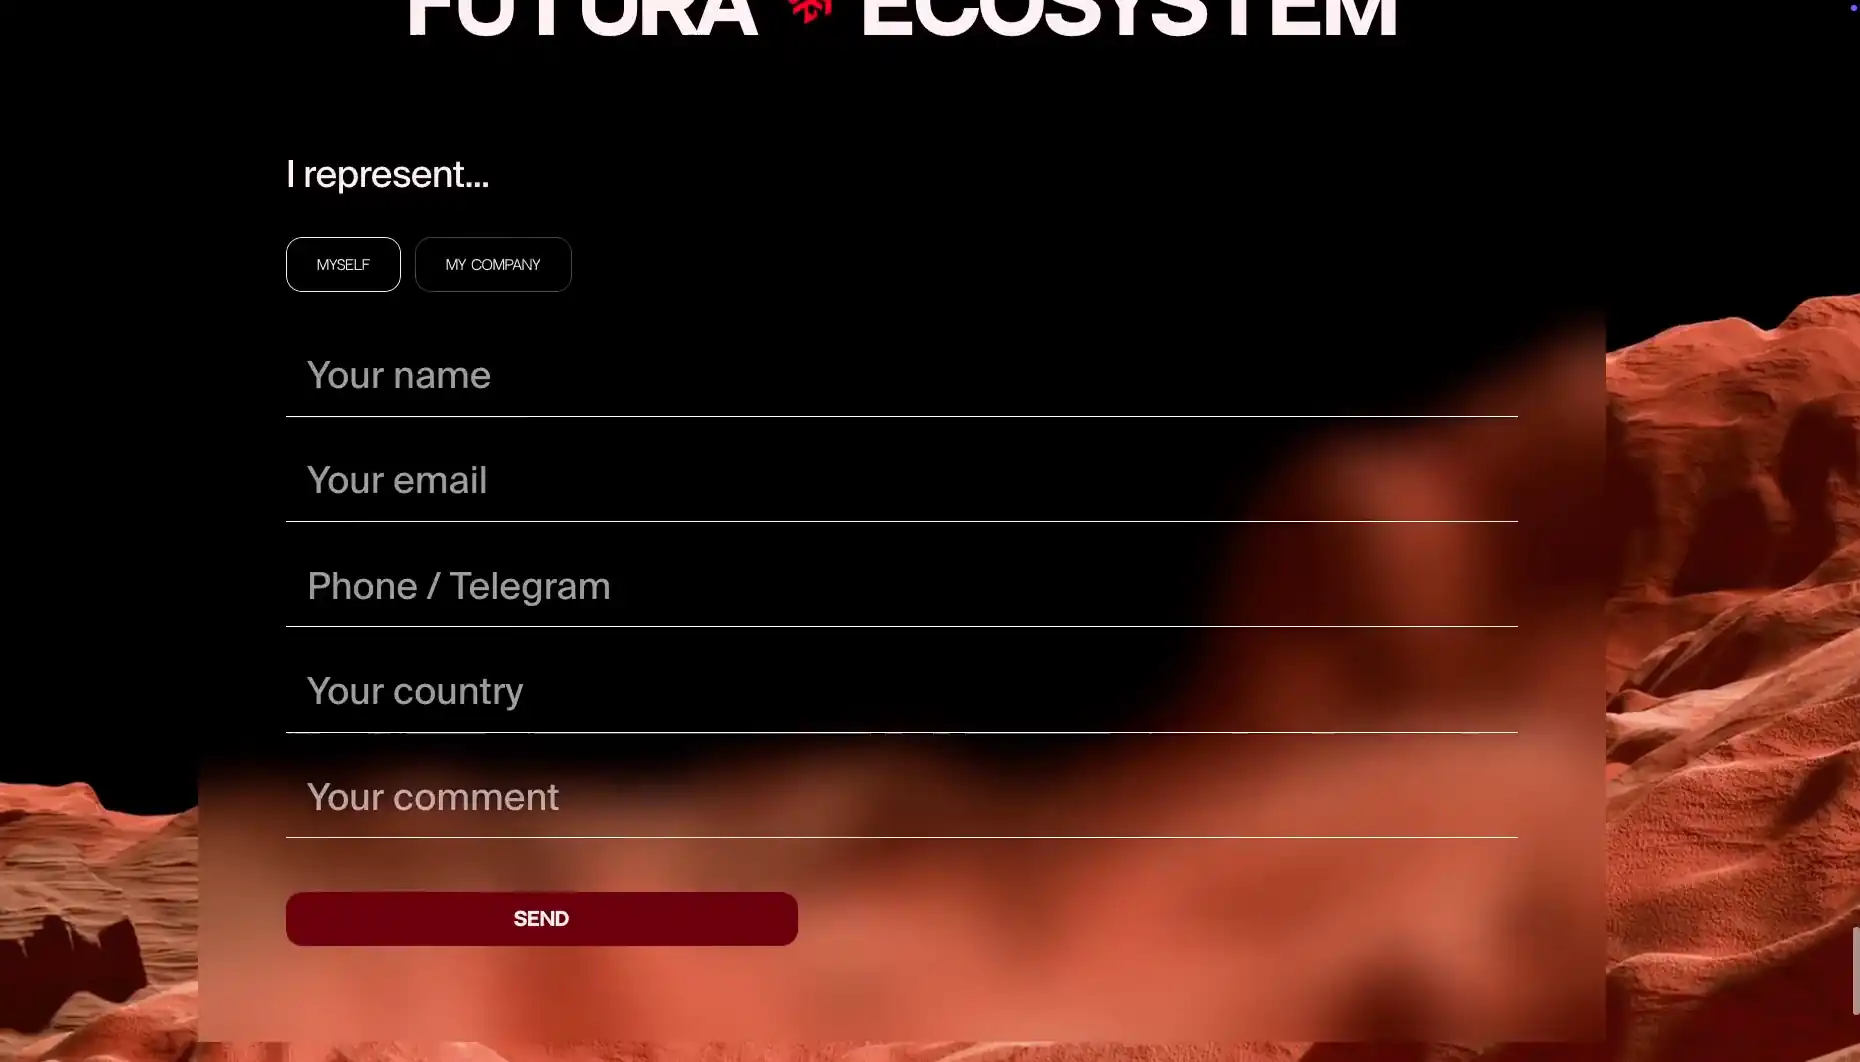 FUTURA ECOSYSTEM
I represent...
MYSELF
MY COMPANY
Your name
Your email
Phone / Telegram
Your country
Your comment
SEND